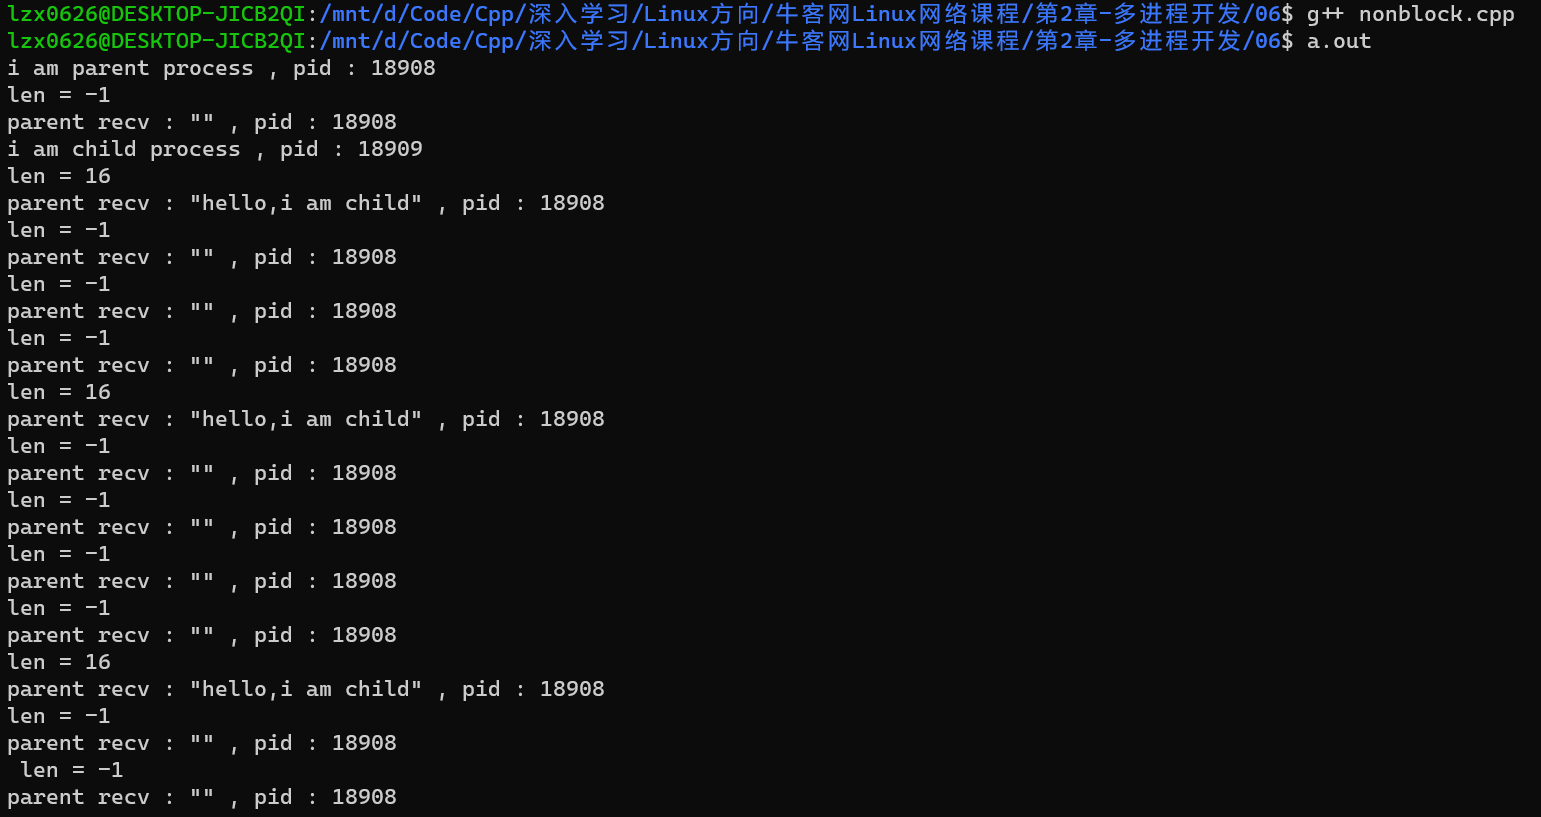 lzx0626@DESKTOP-JICB2QI:/mnt/d/Code/Cpp/深入学习/Linux方向/牛客网Linux网络课程/第2章-多进程开发/06$ g++ nonblock.cpp
lzx0626@DESKTOP-JICB2QI:/mnt/d/Code/Cpp/深入学习/Linux方向/牛客网Linux网络课程/第2章-多进程开发/06$ a.out
i am parent process , pid : 18908
len = -1
parent recv : "" , pid : 18908
i am child process , pid : 18909
len = 16
parent recv : "hello,i am child" , pid : 18908
len = -1
parent recv : "" , pid : 18908
len = -1
parent recv : "" , pid : 18908
len = -1
parent recv : "" , pid : 18908
len = 16
parent recv : "hello,i am child" , pid : 18908
len = -1
parent recv : "" , pid : 18908
len = -1
parent recv : "" , pid : 18908
len = -1
parent recv : "" , pid : 18908
len = -1
parent recv : "" , pid : 18908
len = 16
parent recv : "hello,i am child" , pid : 18908
len = -1
parent recv : "" , pid : 18908
 len = -1
parent recv : "" , pid : 18908